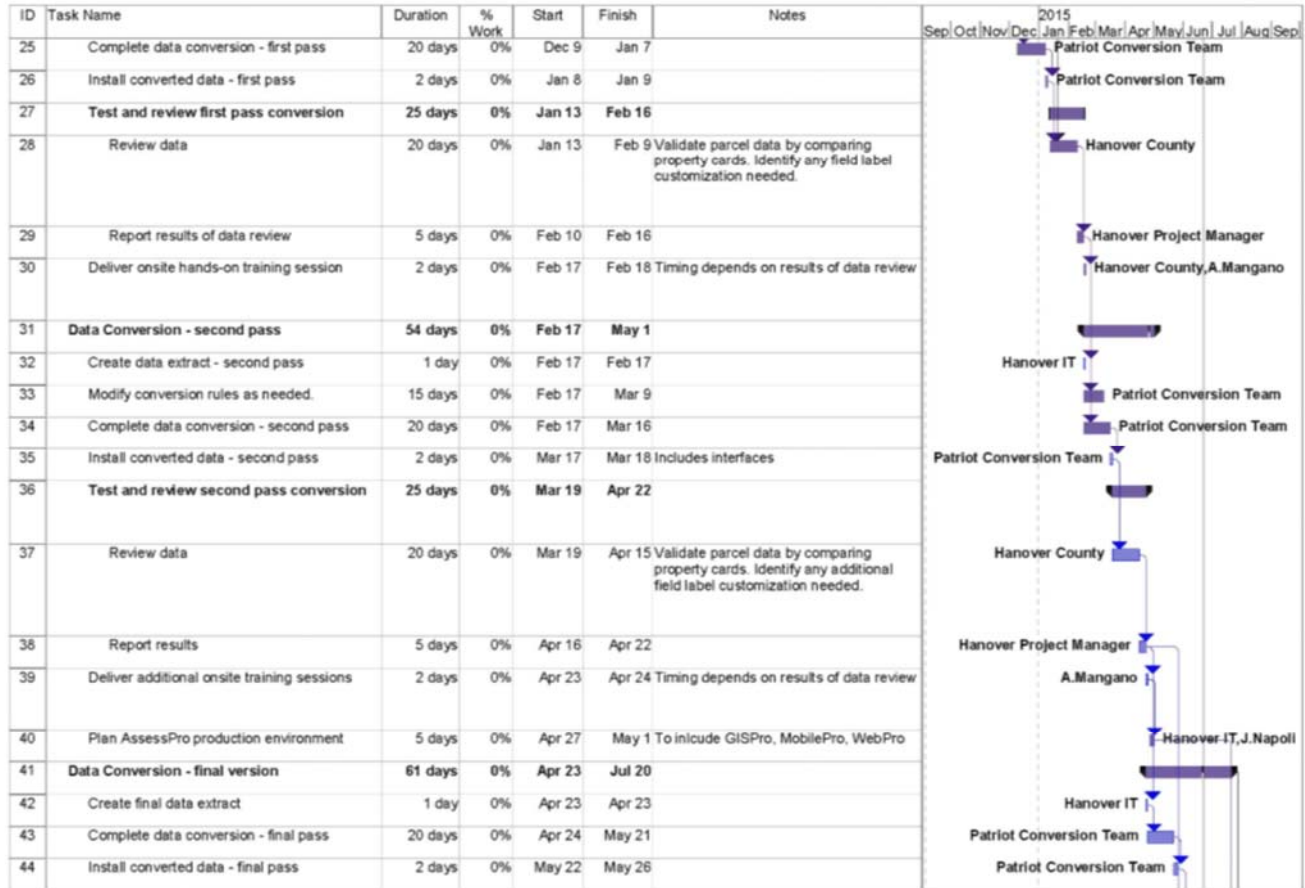 ID Task Name Duration % Work Start Finish Notes 2015
Sep Oct Nov Dec Jan Feb Mar Apr May Jun Jul Aug Sep
25 Complete data conversion - first pass 20 days 0% Dec 9 Jan 7 Patriot Conversion Team
26 Install converted data - first pass 2 days 0% Jan 8 Jan 9 Patriot Conversion Team
27 Test and review first pass conversion 25 days 0% Jan 13 Feb 16
28 Review data 20 days 0% Jan 13 Feb 9 Validate parcel data by comparing Hanover County
property cards. Identify any field label
customization needed.
29 Report results of data review 5 days 0% Feb 10 Feb 16 Hanover Project Manager
30 Deliver onsite hands-on training session 2 days 0% Feb 17 Feb 18 Timing depends on results of data review Hanover County,A.Mangano
31 Data Conversion - second pass 54 days 0% Feb 17 May 1
32 Create data extract - second pass 1 day 0% Feb 17 Feb 17 Hanover IT
33 Modify conversion rules as needed. 15 days 0% Feb 17 Mar 9 Patriot Conversion Team
34 Complete data conversion - second pass 20 days 0% Feb 17 Mar 16 Patriot Conversion Team
35 Install converted data - second pass 2 days 0% Mar 17 Mar 18 Includes interfaces Patriot Conversion Team
36 Test and review second pass conversion 25 days 0% Mar 19 Apr 22
37 Review data 20 days 0% Mar 19 Apr 15 Validate parcel data by comparing Hanover County
property cards. Identify any additional
field label customization needed.
38 Report results 5 days 0% Apr 16 Apr 22 Hanover Project Manager
39 Deliver additional onsite training sessions 2 days 0% Apr 23 Apr 24 Timing depends on results of data review A.Mangano
40 Plan AssessPro production environment 5 days 0% Apr 27 May 1 To inlcude GISPro, MobilePro, WebPro Hanover IT,J.Napoli
41 Data Conversion - final version 61 days 0% Apr 23 Jul 20
42 Create final data extract 1 day 0% Apr 23 Apr 23 Hanover IT
43 Complete data conversion - final pass 20 days 0% Apr 24 May 21 Patriot Conversion Team
44 Install converted data - final pass 2 days 0% May 22 May 26 Patriot Conversion Team